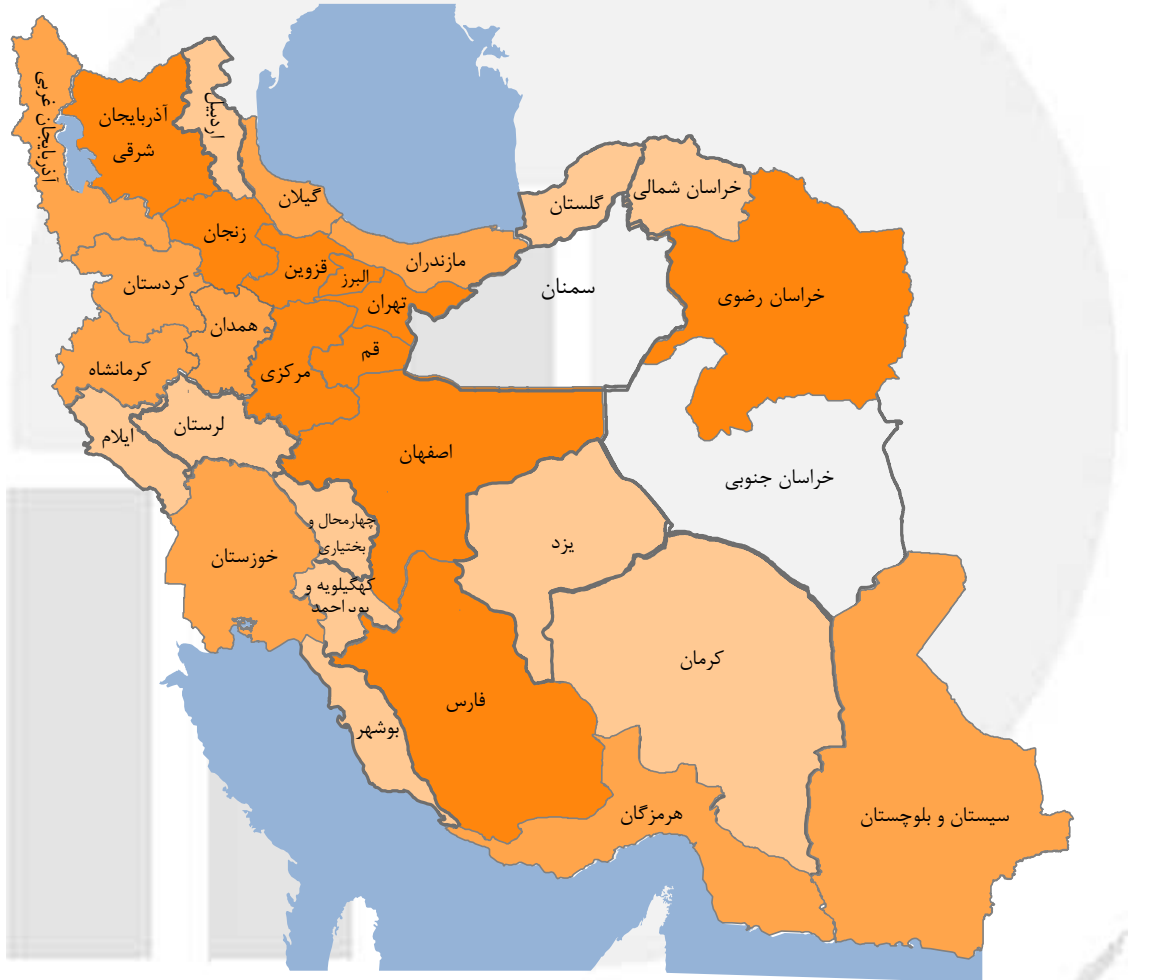 آذربایجان غربی
آذربایجان
شرقی
اردبیل
گیلان
زنجان
گلستان
خراسان شمالی
مازندران
قزوین
البرز
تهران
سمنان
خراسان رضوی
کردستان
همدان
قم
مرکزی
کرمانشاه
لرستان
ایلام
اصفهان
خراسان جنوبی
چهارمحال و
بختیاری
یزد
خوزستان
کهگیلویه و
بویراحمد
کرمان
فارس
بوشهر
هرمزگان
سیستان و بلوچستان